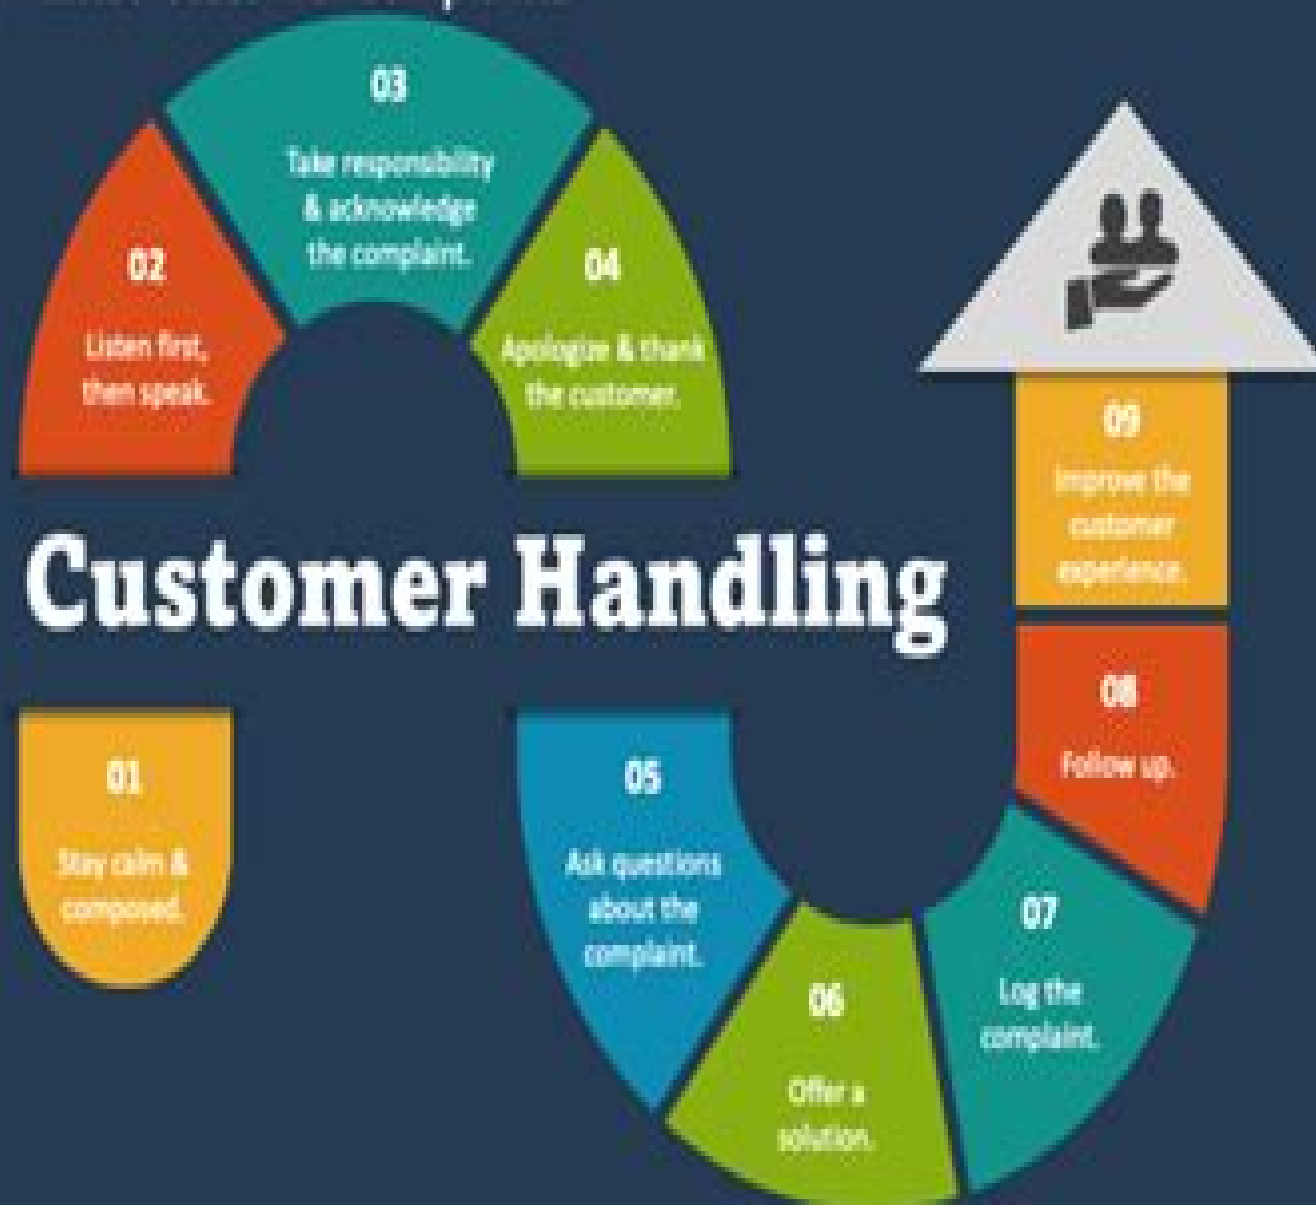 03
Take responsibility
& acknowledge
the complaint.
02
Listen first,
then speak.
04
Apologize & thank
the customer.
09
Improve the
customer
experience.
Customer Handling
08
Follow up.
01
Stay calm &
composed.
05
Ask questions
about the
complaint.
07
Log the
complaint.
06
Offer a
solution.